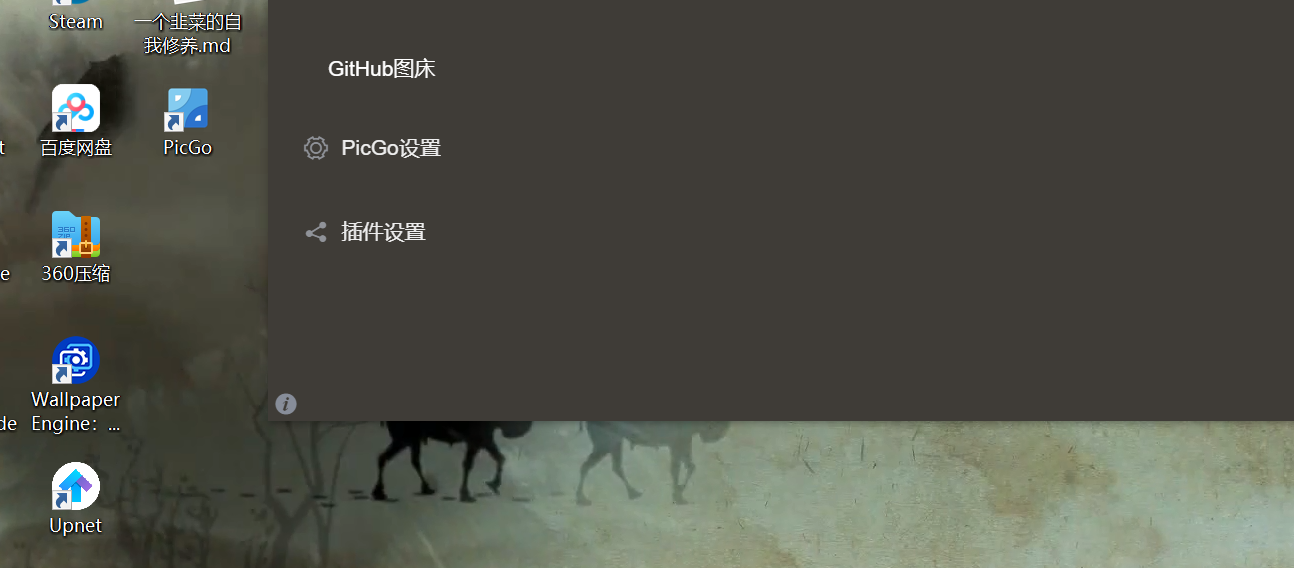 Steam
一个韭菜的自
我修养.md
百度网盘
PicGo
360压缩
Wallpaper
Engine：...
Upnet
GitHub图床
PicGo设置
插件设置
t
e
de
360
ZIP
i